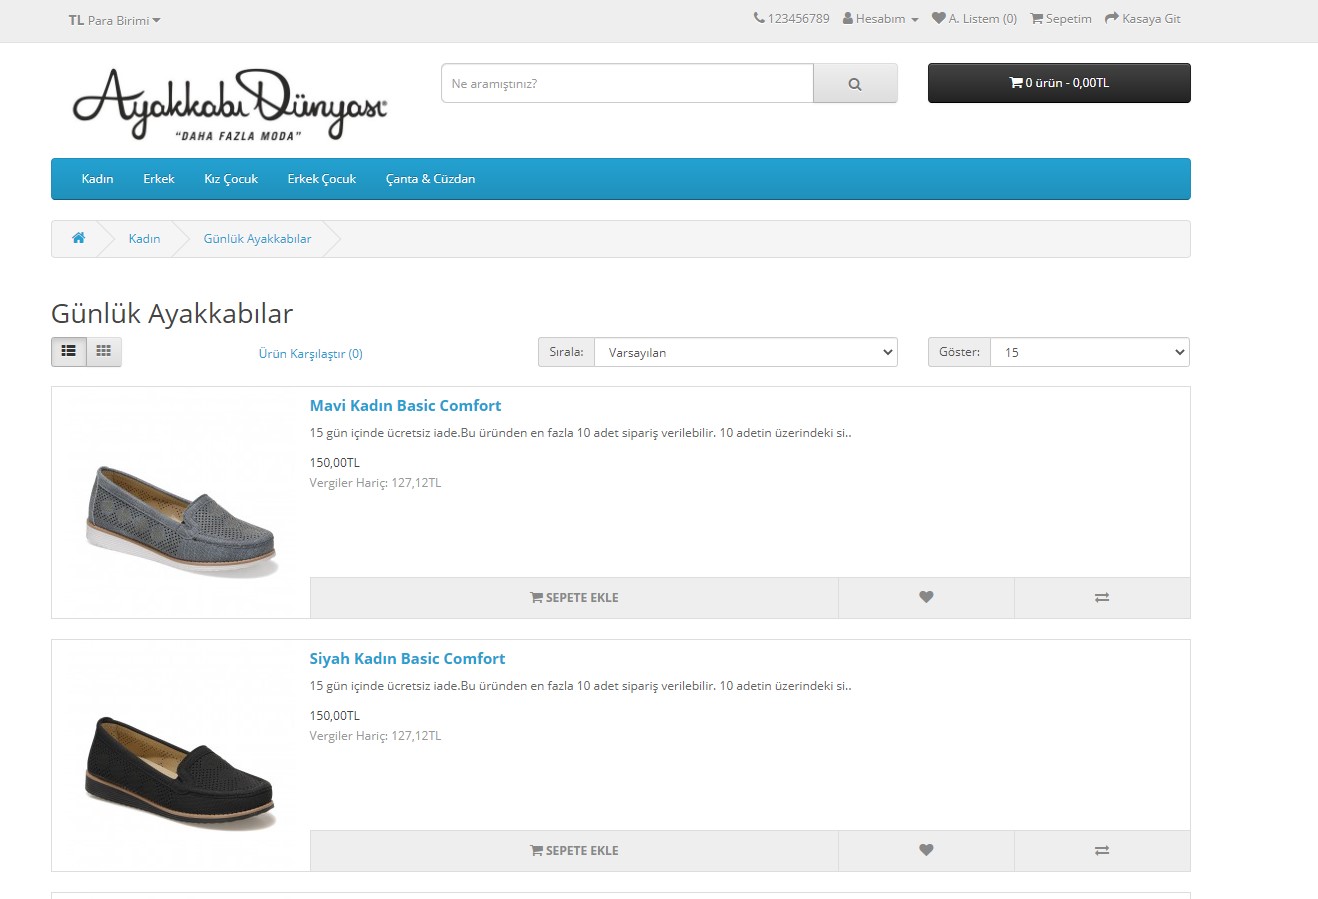 TL Para Birimi
123456789 Hesabım A. Listem (0) Sepetim Kasaya Git
Ayakkabı Dünyası®
“DAHA FAZLA MODA”
Ne aramıştınız?
0 ürün - 0,00TL
Kadın Erkek Kız Çocuk Erkek Çocuk Çanta & Cüzdan
Kadın Günlük Ayakkabılar
Günlük Ayakkabılar
Ürün Karşılaştır (0) Sırala: Varsayılan Göster: 15
Mavi Kadın Basic Comfort
15 gün içinde ücretsiz iade.Bu üründen en fazla 10 adet sipariş verilebilir. 10 adetin üzerindeki si..
150,00TL
Vergiler Hariç: 127,12TL
SEPETE EKLE
Siyah Kadın Basic Comfort
15 gün içinde ücretsiz iade.Bu üründen en fazla 10 adet sipariş verilebilir. 10 adetin üzerindeki si..
150,00TL
Vergiler Hariç: 127,12TL
SEPETE EKLE